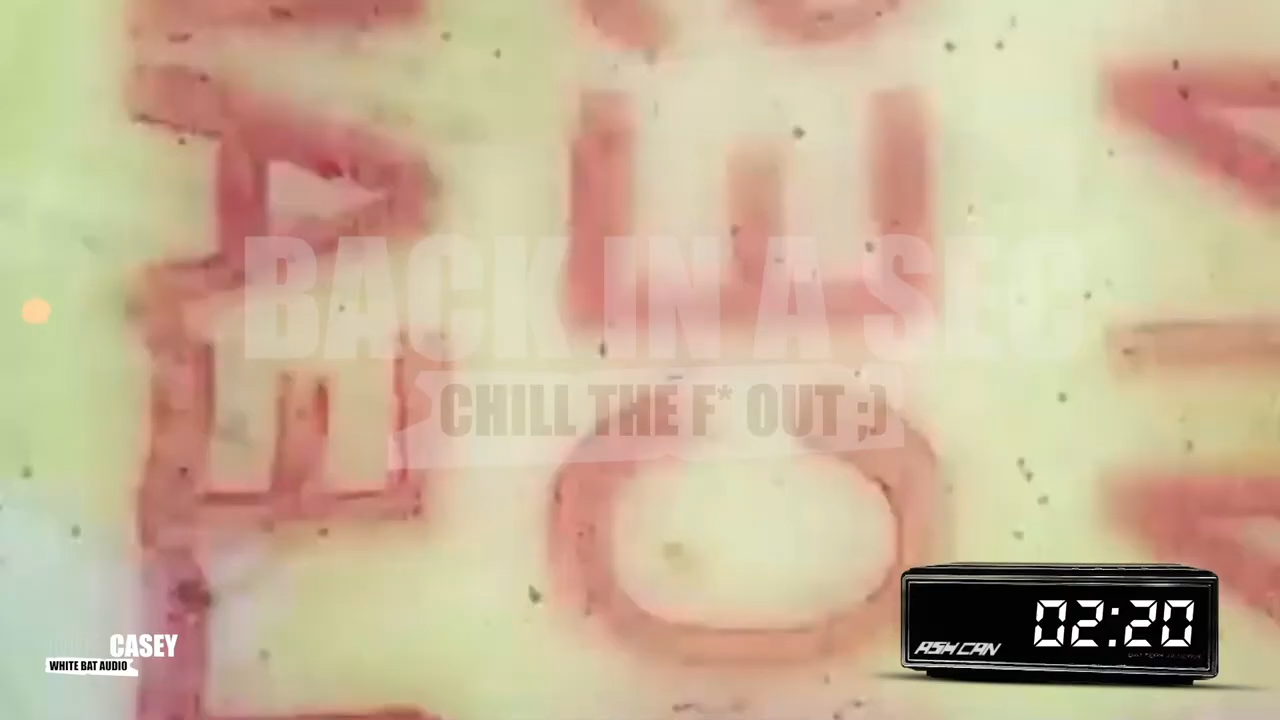 BACK IN A SEC
CHILL THE F* OUT ;)
CASEY
WHITE BAT AUDIO
ASH CAN
02:20